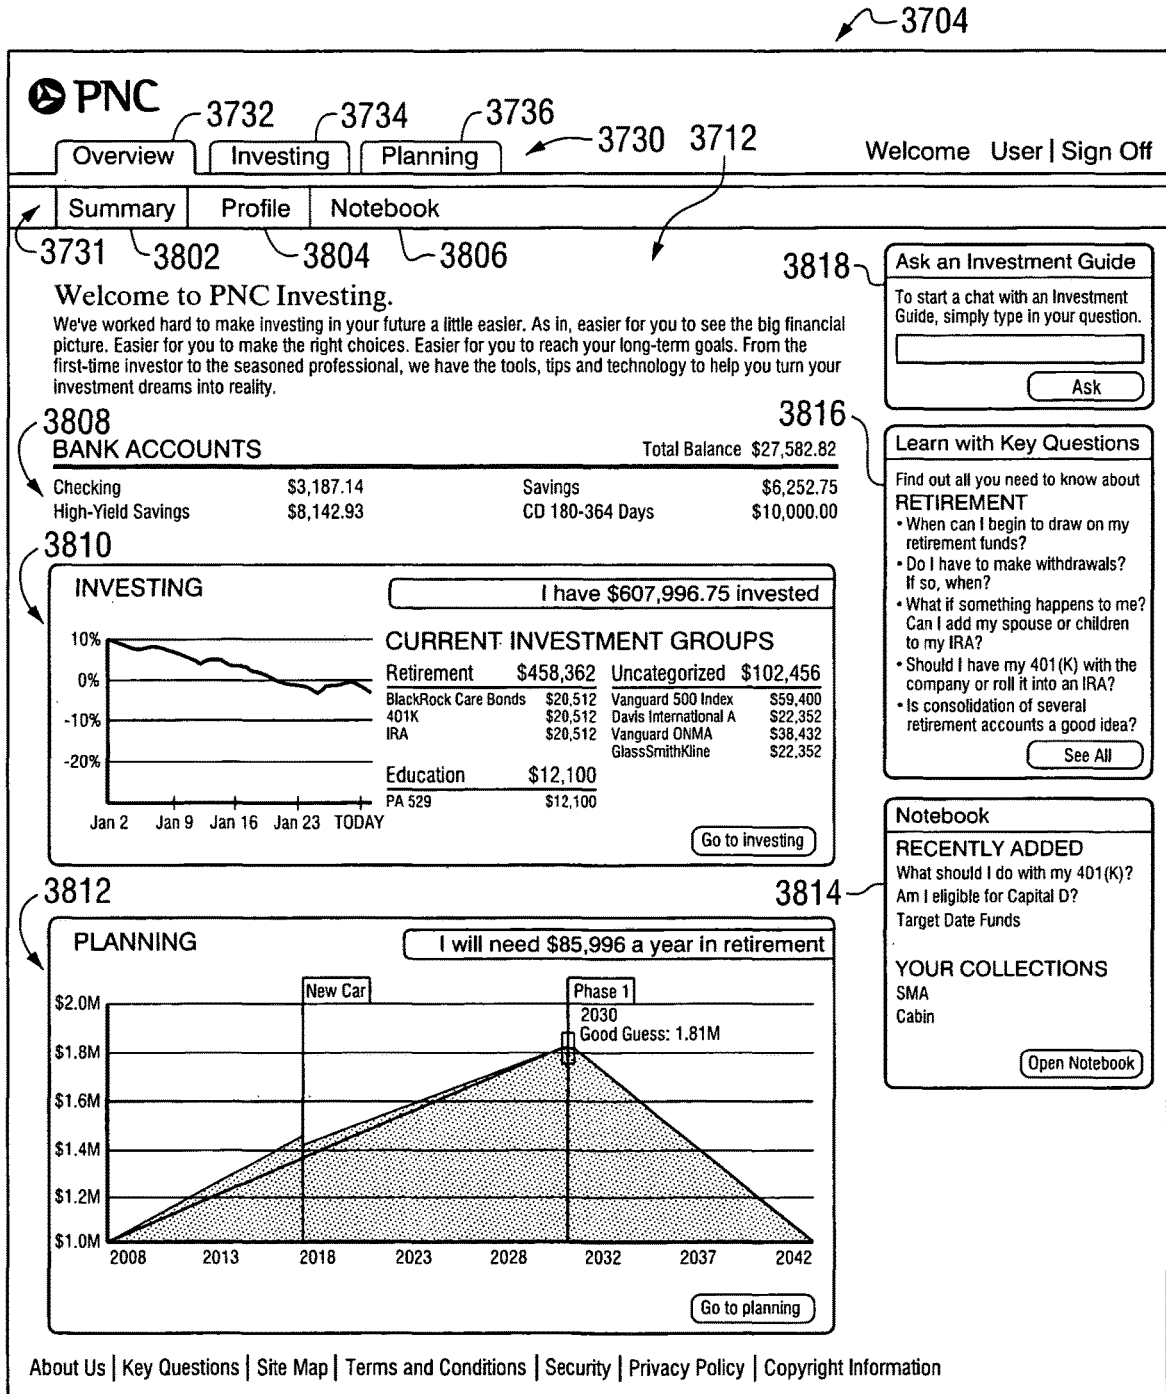 3704
PNC
3732
3734
3736
3730
3712
Overview
Investing
Planning
Welcome User | Sign Off
Summary
Profile
Notebook
3731
3802
3804
3806
Welcome to PNC Investing.
We've worked hard to make investing in your future a little easier. As in, easier for you to see the big financial
picture. Easier for you to make the right choices. Easier for you to reach your long-term goals. From the
first-time investor to the seasoned professional, we have the tools, tips and technology to help you turn your
investment dreams into reality.
3808
BANK ACCOUNTS
Total Balance $27,582.82
Checking $3,187.14 Savings $6,252.75
High-Yield Savings $8,142.93 CD 180-364 Days $10,000.00
3810
INVESTING
I have $607,996.75 invested
10%
0%
-10%
-20%
Jan 2 Jan 9 Jan 16 Jan 23 TODAY
CURRENT INVESTMENT GROUPS
Retirement $458,362
BlackRock Care Bonds $20,512
401K $20,512
IRA $20,512
Education $12,100
PA 529 $12,100
Uncategorized $102,456
Vanguard 500 Index $59,400
Davis International A $22,352
Vanguard ONMA $38,432
GlassSmithKline $22,352
Go to investing
3812
PLANNING
I will need $85,996 a year in retirement
New Car
Phase 1
2030
Good Guess: 1.81M
$2.0M
$1.8M
$1.6M
$1.4M
$1.2M
$1.0M
2008 2013 2018 2023 2028 2032 2037 2042
Go to planning
3818
Ask an Investment Guide
To start a chat with an Investment
Guide, simply type in your question.
Ask
3816
Learn with Key Questions
Find out all you need to know about
RETIREMENT
• When can I begin to draw on my
retirement funds?
• Do I have to make withdrawals?
If so, when?
• What if something happens to me?
Can I add my spouse or children
to my IRA?
• Should I have my 401(K) with the
company or roll it into an IRA?
• Is consolidation of several
retirement accounts a good idea?
See All
3814
Notebook
RECENTLY ADDED
What should I do with my 401(K)?
Am I eligible for Capital D?
Target Date Funds
YOUR COLLECTIONS
SMA
Cabin
Open Notebook
About Us | Key Questions | Site Map | Terms and Conditions | Security | Privacy Policy | Copyright Information